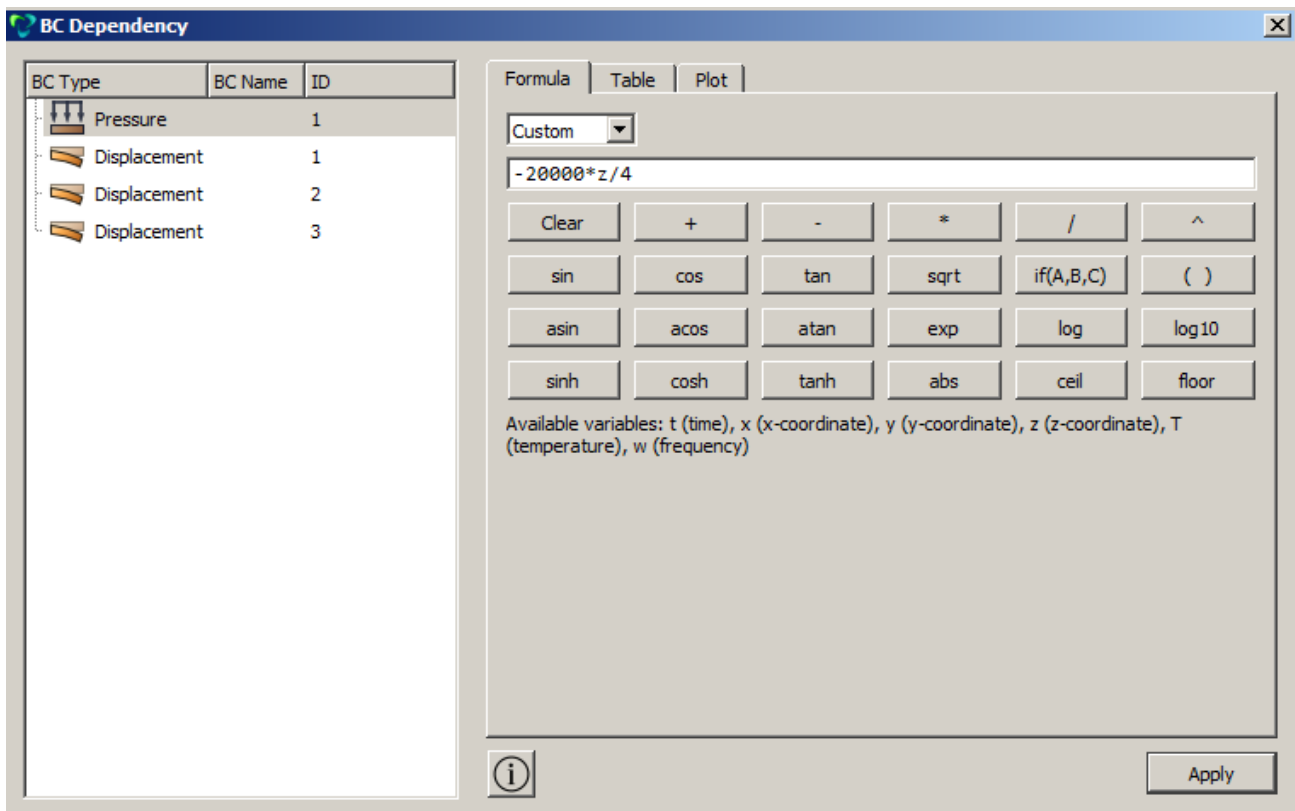 BC Dependency
BC Type BC Name ID
Pressure 1
Displacement 1
Displacement 2
Displacement 3
Formula Table Plot
Custom
-20000*z/4
Clear + - * / ^
sin cos tan sqrt if(A,B,C) ( )
asin acos atan exp log log10
sinh cosh tanh abs ceil floor
Available variables: t (time), x (x-coordinate), y (y-coordinate), z (z-coordinate), T
(temperature), w (frequency)
Apply